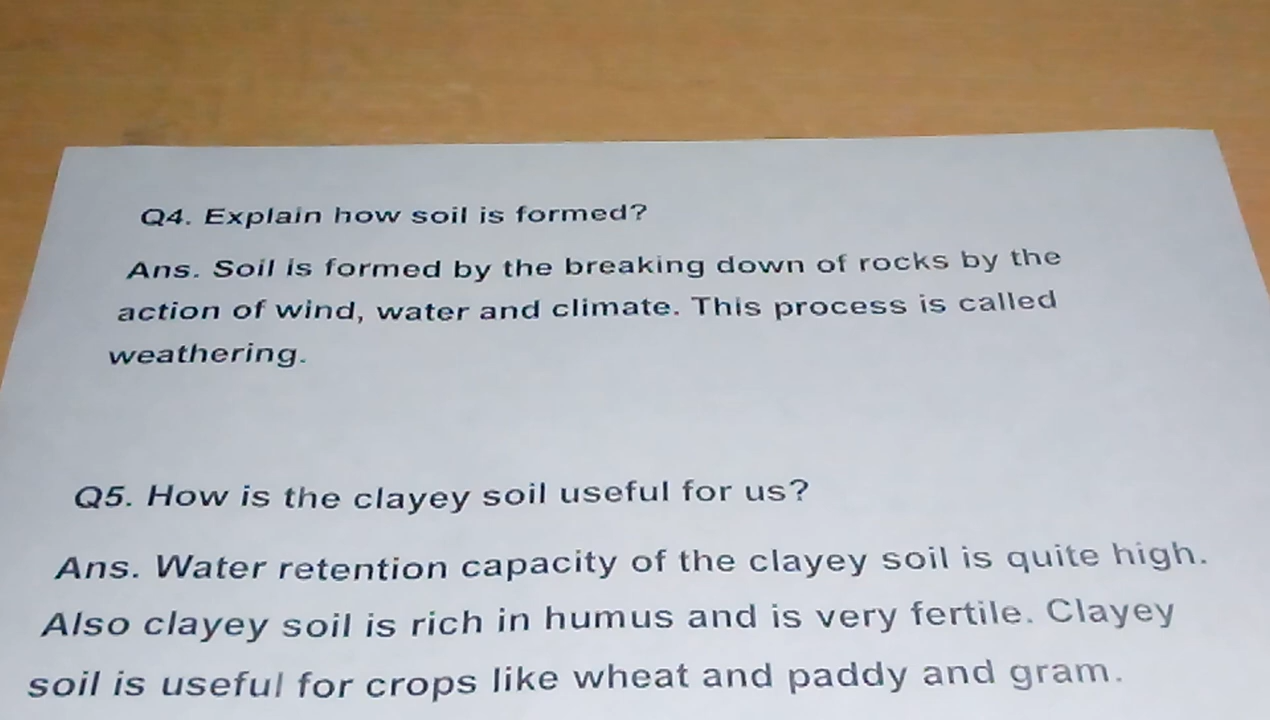 Q4. Explain how soil is formed?
Ans. Soil is formed by the breaking down of rocks by the
action of wind, water and climate. This process is called
weathering.
Q5. How is the clayey soil useful for us?
Ans. Water retention capacity of the clayey soil is quite high.
Also clayey soil is rich in humus and is very fertile. Clayey
soil is useful for crops like wheat and paddy and gram.